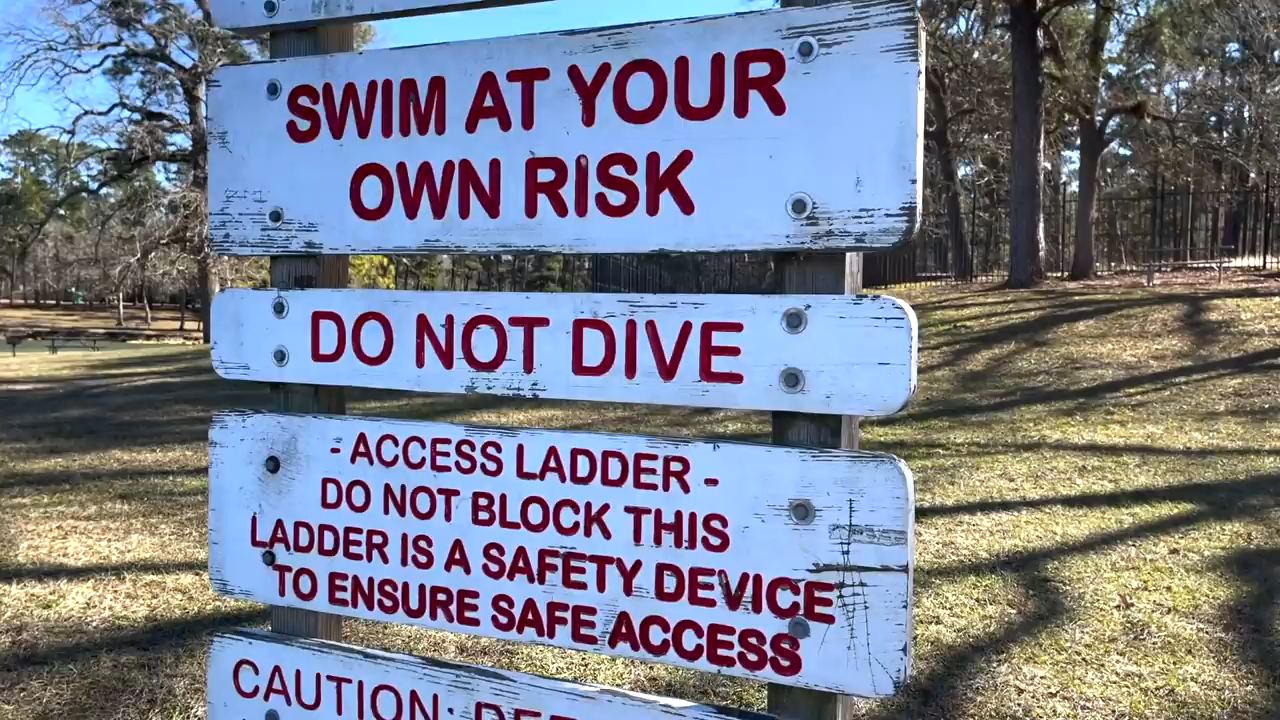 SWIM AT YOUR
OWN RISK
DO NOT DIVE
- ACCESS LADDER -
DO NOT BLOCK THIS
LADDER IS A SAFETY DEVICE
TO ENSURE SAFE ACCESS
CAUTION: